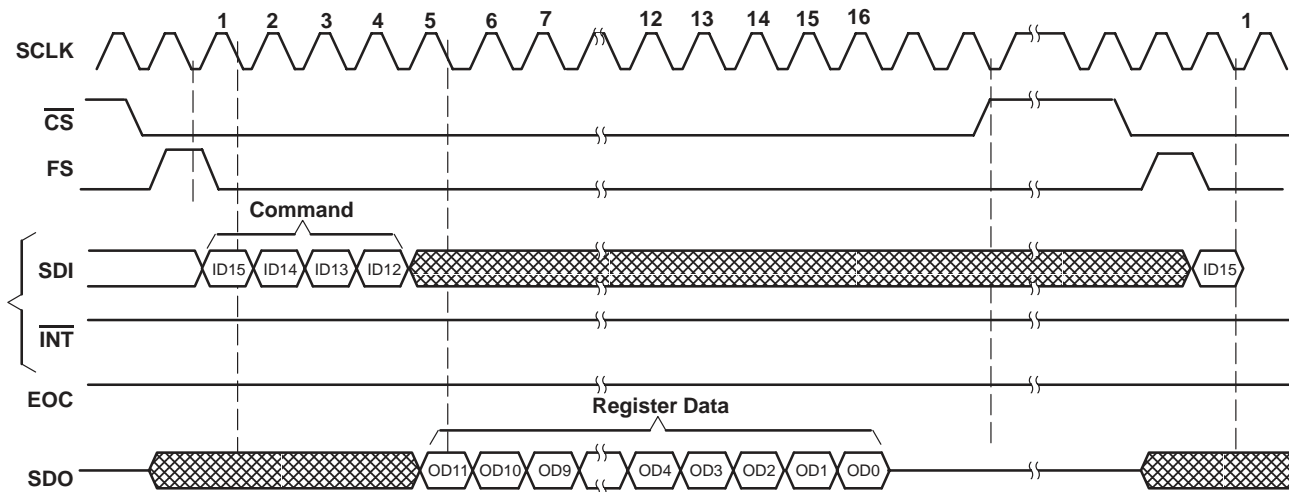 1 2 3 4 5 6 7 12 13 14 15 16 1
SCLK
CS
FS
Command
SDI ID15 ID14 ID13 ID12 ID15
INT
EOC
Register Data
SDO OD11 OD10 OD9 OD4 OD3 OD2 OD1 OD0